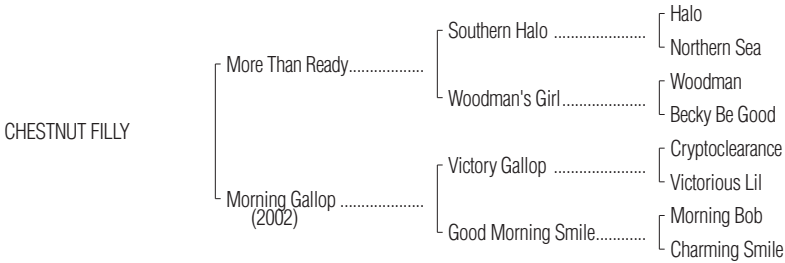 Halo
Southern Halo ......................
Northern Sea
More Than Ready..................
Woodman
Woodman's Girl....................
Becky Be Good
CHESTNUT FILLY
Cryptoclearance
Victory Gallop ......................
Victorious Lil
Morning Gallop ....................
(2002)
Morning Bob
Good Morning Smile............
Charming Smile